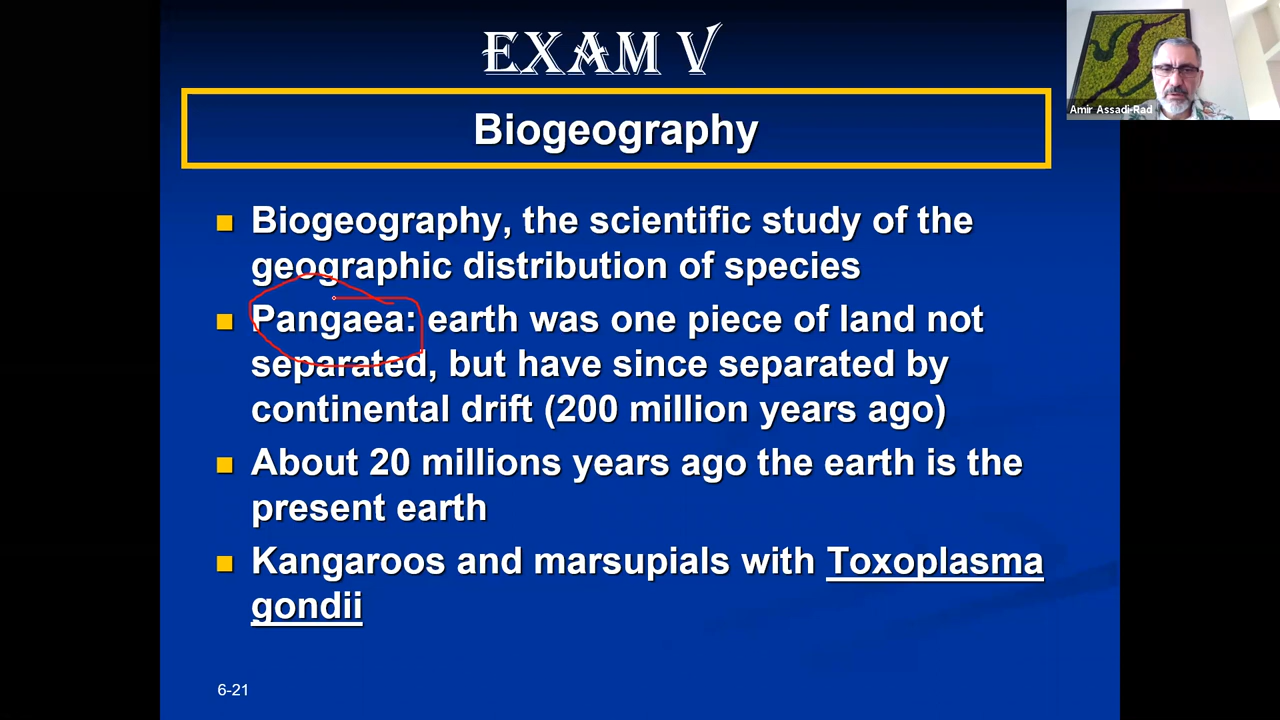 EXAM V
Amir Assadi-Rad
Biogeography
Biogeography, the scientific study of the
geographic distribution of species
Pangaea: earth was one piece of land not
separated, but have since separated by
continental drift (200 million years ago)
About 20 millions years ago the earth is the
present earth
Kangaroos and marsupials with Toxoplasma
gondii
6-21